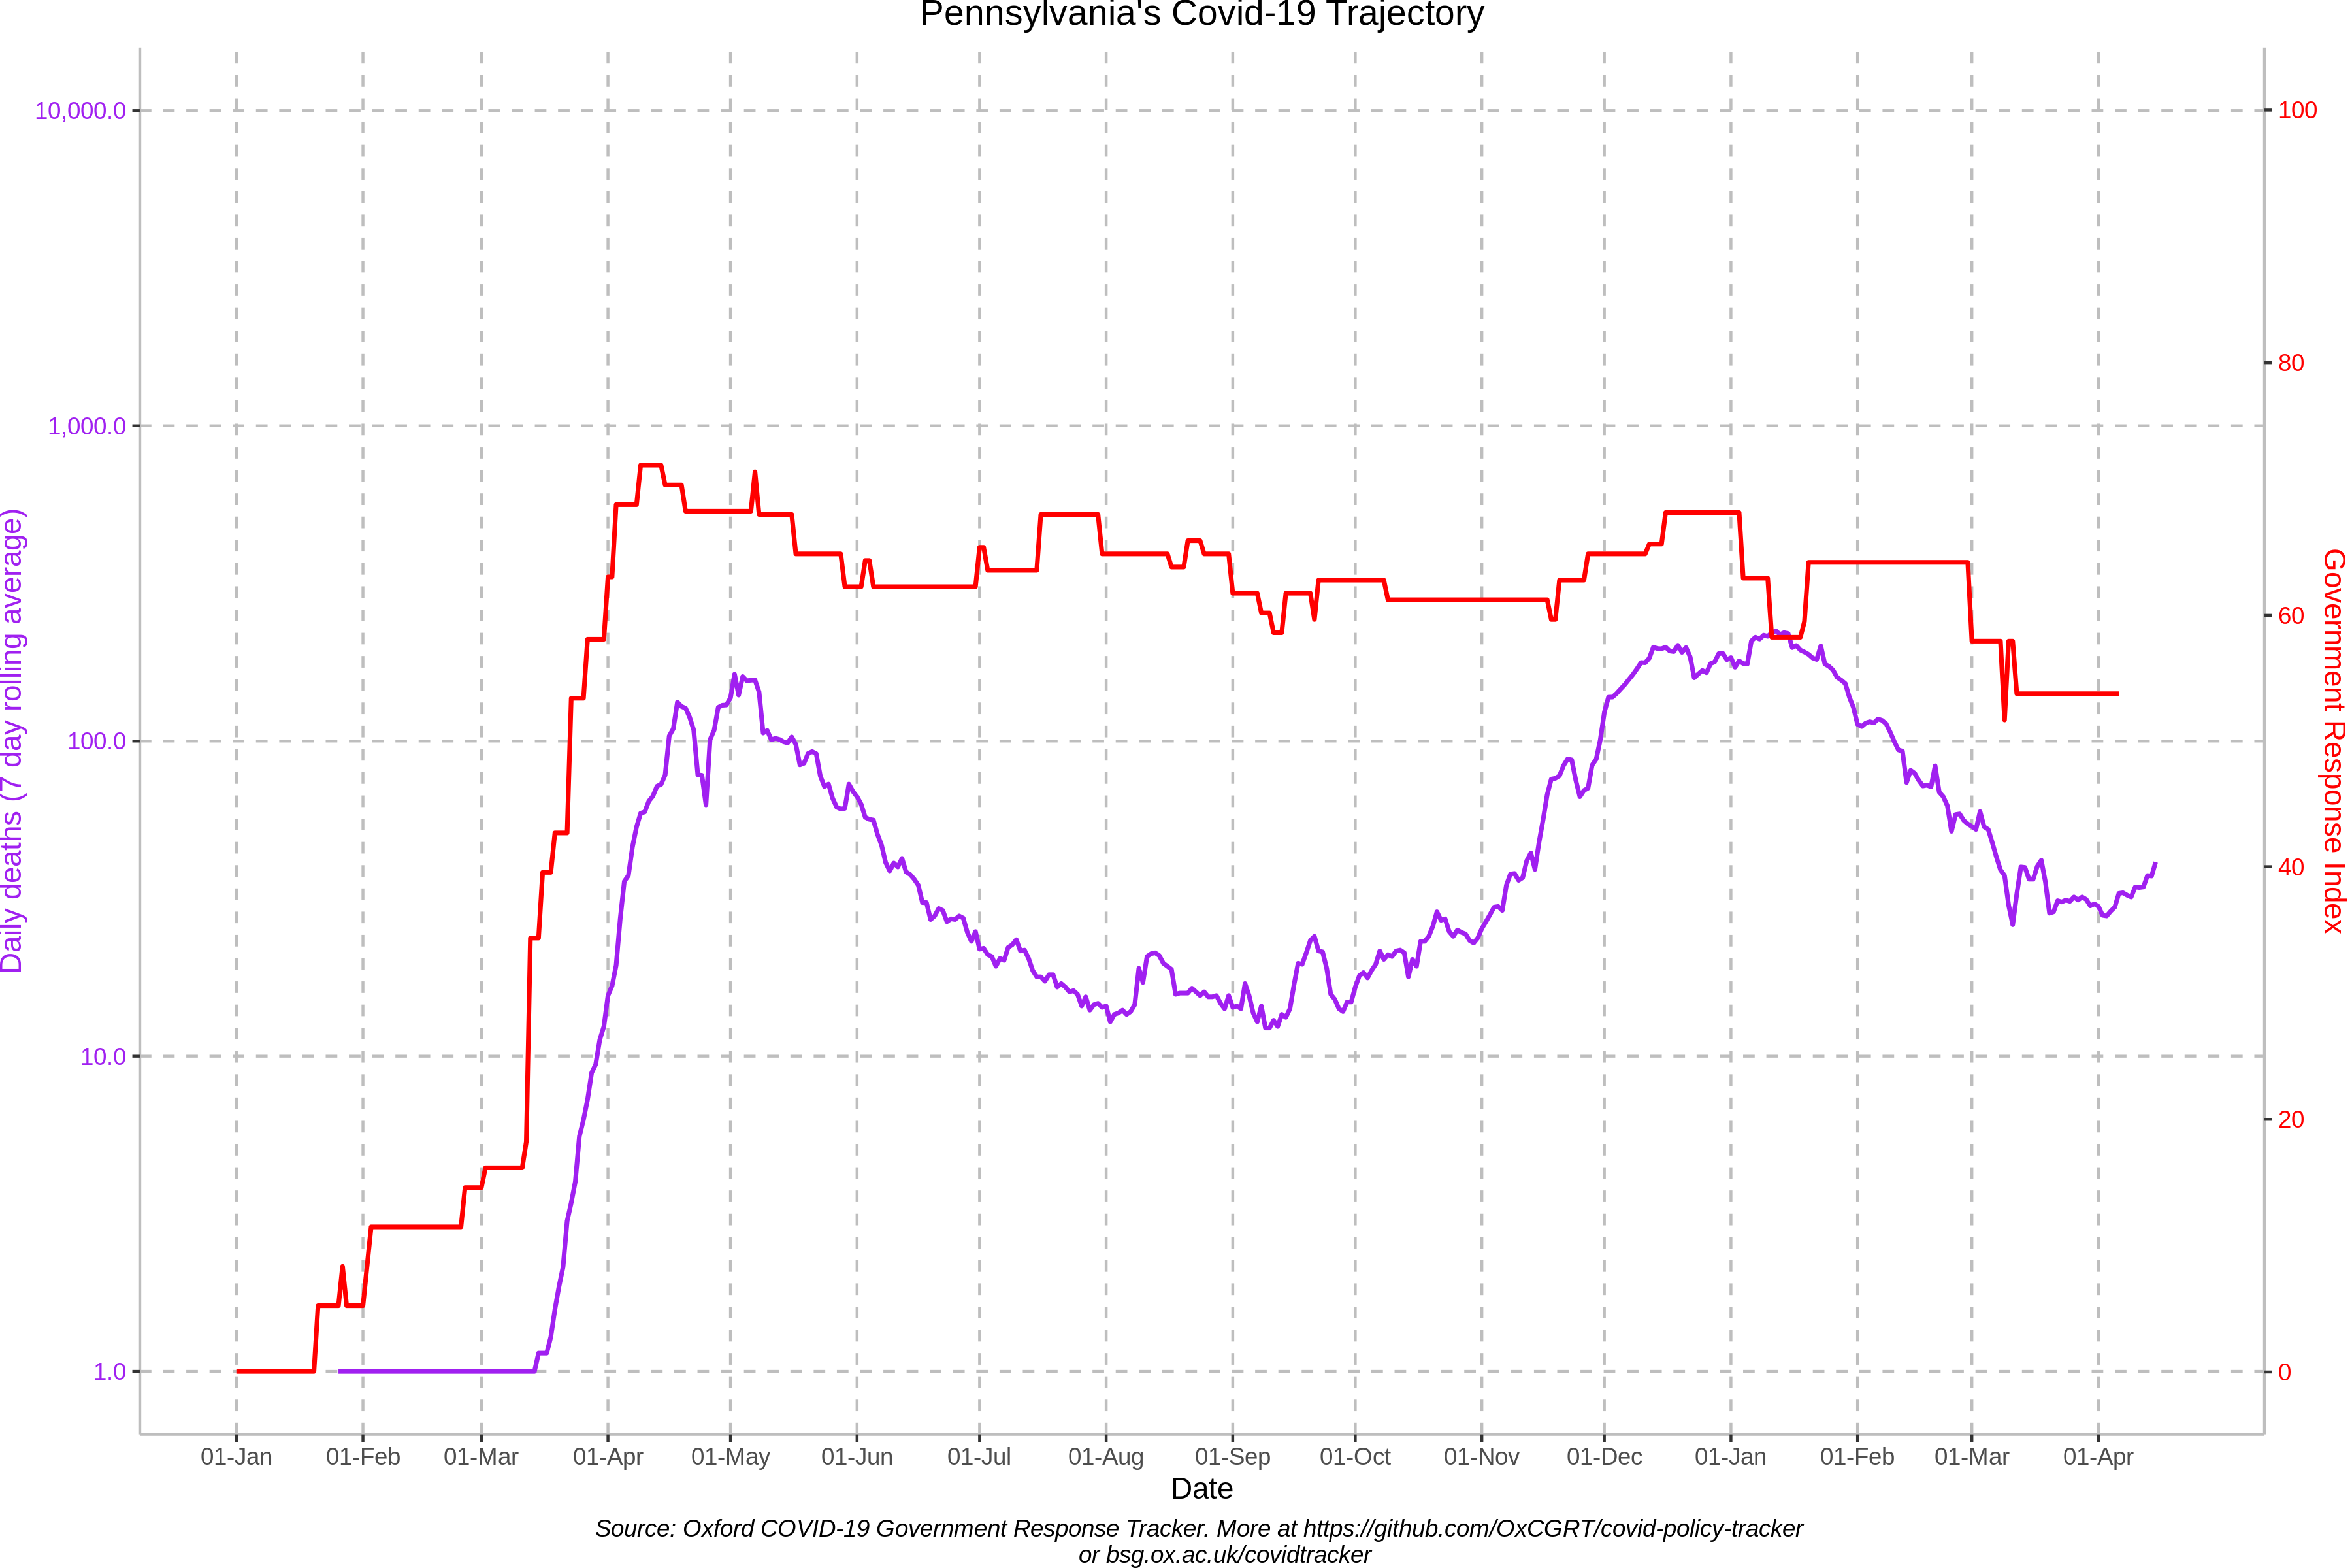 Pennsylvania's Covid-19 Trajectory
10,000.0
1,000.0
100.0
10.0
1.0
Daily deaths (7 day rolling average)
100
80
60
40
20
0
Government Response Index
01-Jan 01-Feb 01-Mar 01-Apr 01-May 01-Jun 01-Jul 01-Aug 01-Sep 01-Oct 01-Nov 01-Dec 01-Jan 01-Feb 01-Mar 01-Apr
Date
Source: Oxford COVID-19 Government Response Tracker. More at https://github.com/OxCGRT/covid-policy-tracker
or bsg.ox.ac.uk/covidtracker